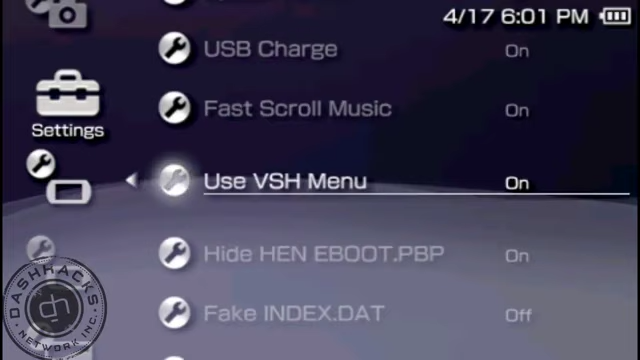 4/17 6:01 PM
USB Charge On
Fast Scroll Music On
Settings
Use VSH Menu On
Hide HEN EBOOT.PBP On
Fake INDEX.DAT Off
DASHHACKS
NETWORK INC.